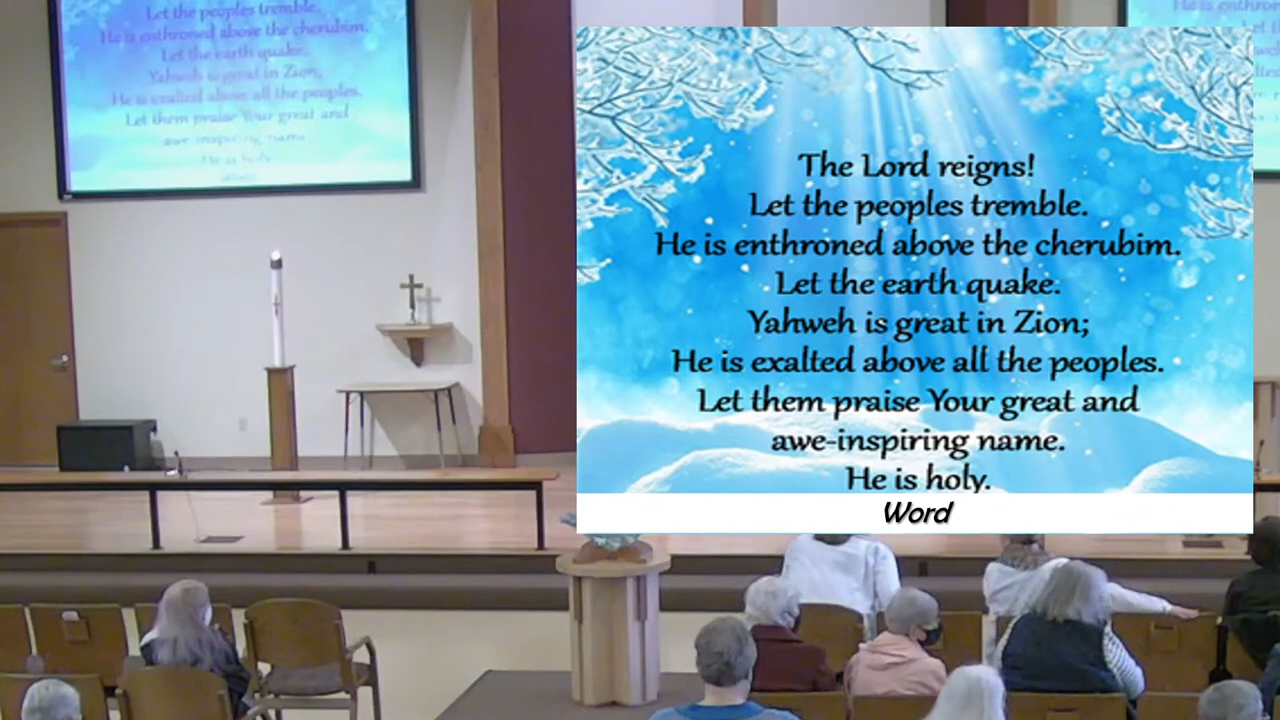 Let the peoples tremble.
He is enthroned above the cherubim.
Let the earth quake.
Yahweh is great in Zion;
He is exalted above all the peoples.
Let them praise Your great and
awe-inspiring name.
He is holy.
He is enthron
The Lord reigns!
Let the peoples tremble.
He is enthroned above the cherubim.
Let the earth quake.
Yahweh is great in Zion;
He is exalted above all the peoples.
Let them praise Your great and
awe-inspiring name.
He is holy.
Word